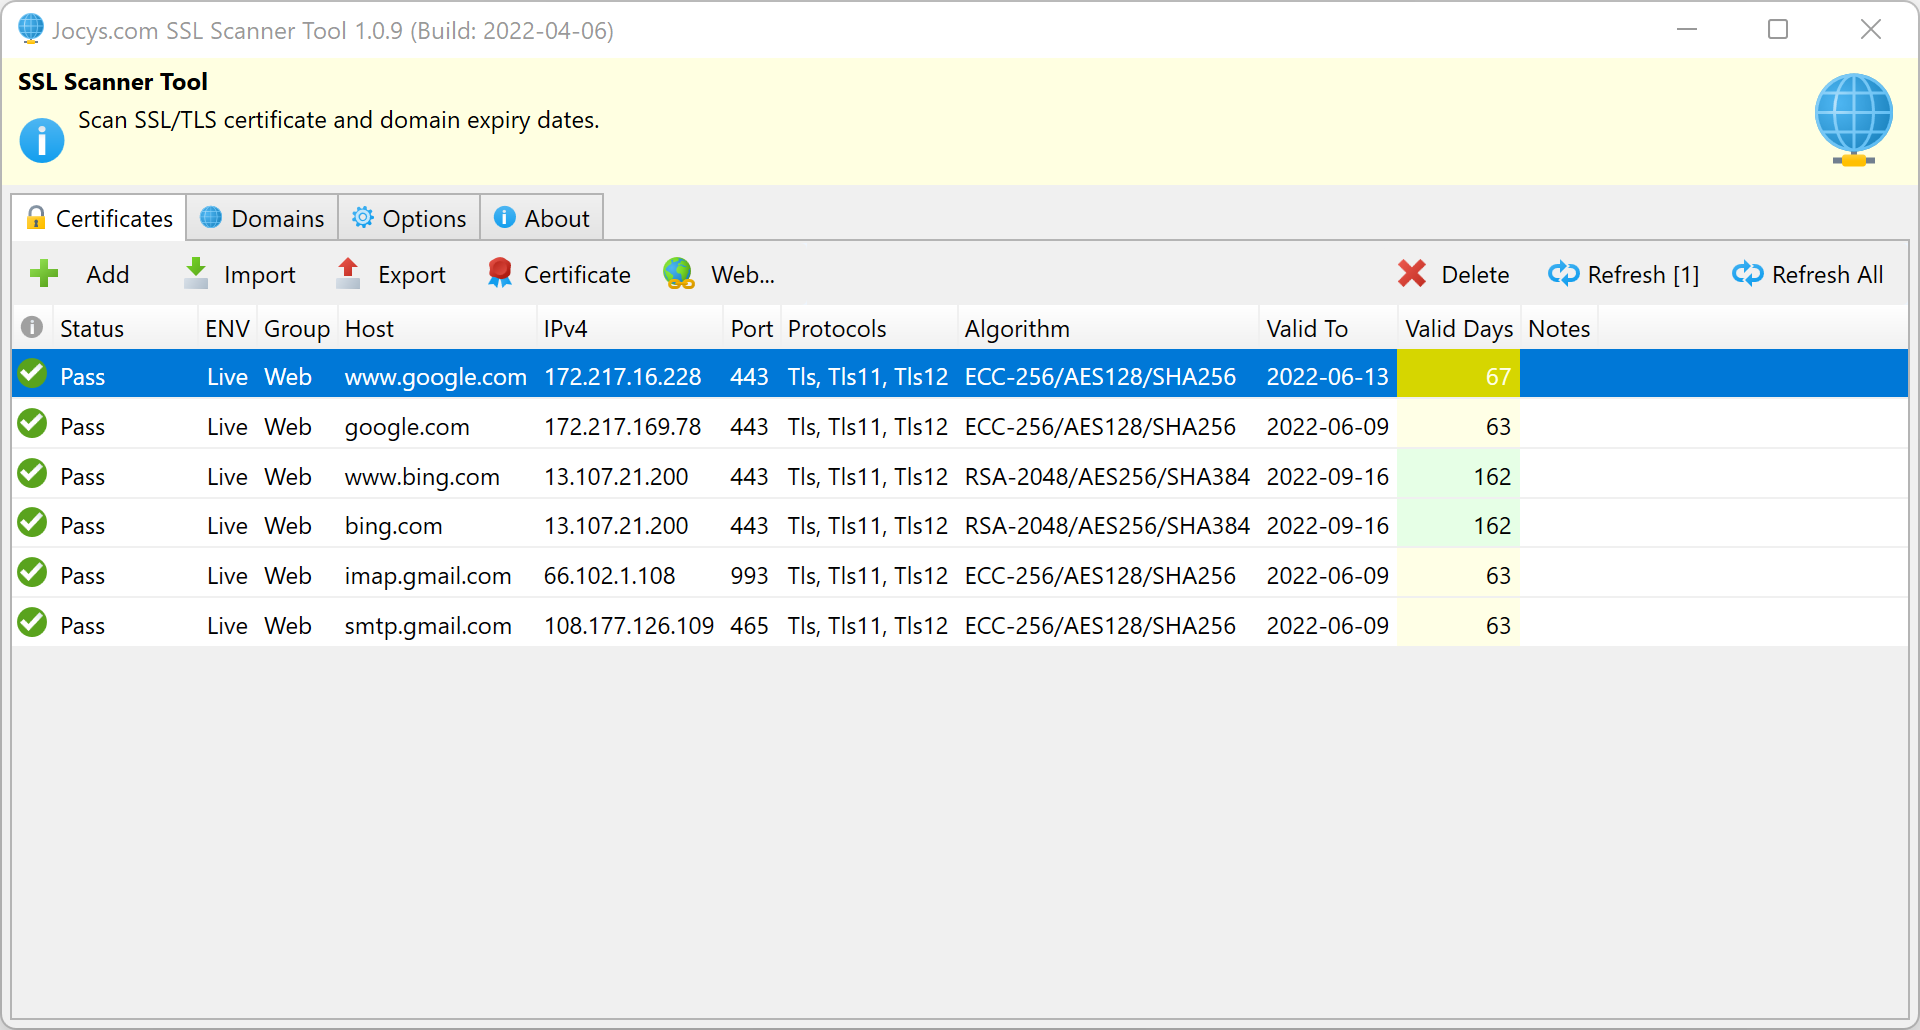 Jocys.com SSL Scanner Tool 1.0.9 (Build: 2022-04-06)
SSL Scanner Tool
Scan SSL/TLS certificate and domain expiry dates.
Certificates Domains Options About
Add Import Export Certificate Web... Delete Refresh [1] Refresh All
Status ENV Group Host IPv4 Port Protocols Algorithm Valid To Valid Days Notes
Pass Live Web www.google.com 172.217.16.228 443 Tls, Tls11, Tls12 ECC-256/AES128/SHA256 2022-06-13 67
Pass Live Web google.com 172.217.169.78 443 Tls, Tls11, Tls12 ECC-256/AES128/SHA256 2022-06-09 63
Pass Live Web www.bing.com 13.107.21.200 443 Tls, Tls11, Tls12 RSA-2048/AES256/SHA384 2022-09-16 162
Pass Live Web bing.com 13.107.21.200 443 Tls, Tls11, Tls12 RSA-2048/AES256/SHA384 2022-09-16 162
Pass Live Web imap.gmail.com 66.102.1.108 993 Tls, Tls11, Tls12 ECC-256/AES128/SHA256 2022-06-09 63
Pass Live Web smtp.gmail.com 108.177.126.109 465 Tls, Tls11, Tls12 ECC-256/AES128/SHA256 2022-06-09 63